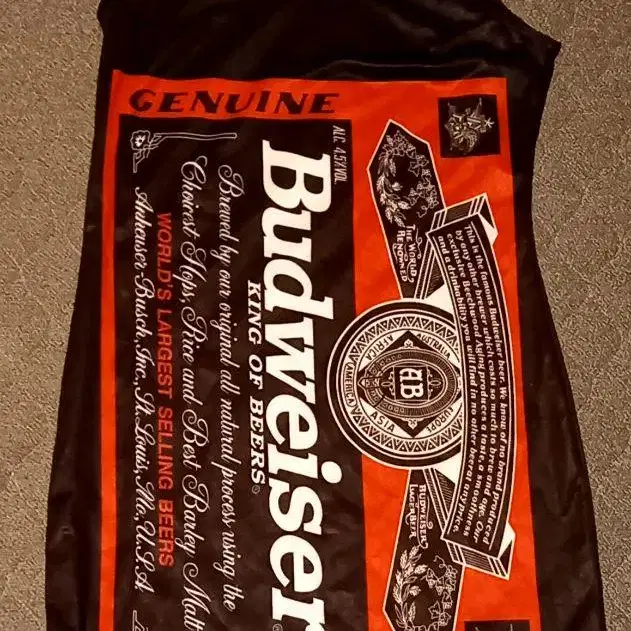 GENUINE
ALC. 4.5%VOL.
THE WORLD
RENOWNED
This is the famous Budweiser beer. We know of no brand produced
by any other brewer which costs so much to brew and age. Our
exclusive Beechwood Aging produces a taste, a smoothness
and a drinkability you will find in no other beer at any price.
AFRICA
AUSTRALIA
AMERICA
EUROPE
ASIA
AB
BUDWEISER
LAGER BEER
Budweiser
KING OF BEERS®
Brewed by our original all natural process using the
Choicest Hops, Rice and Best Barley Malt
WORLD'S LARGEST SELLING BEERS
Anheuser-Busch, Inc., St. Louis, Mo., U.S.A.